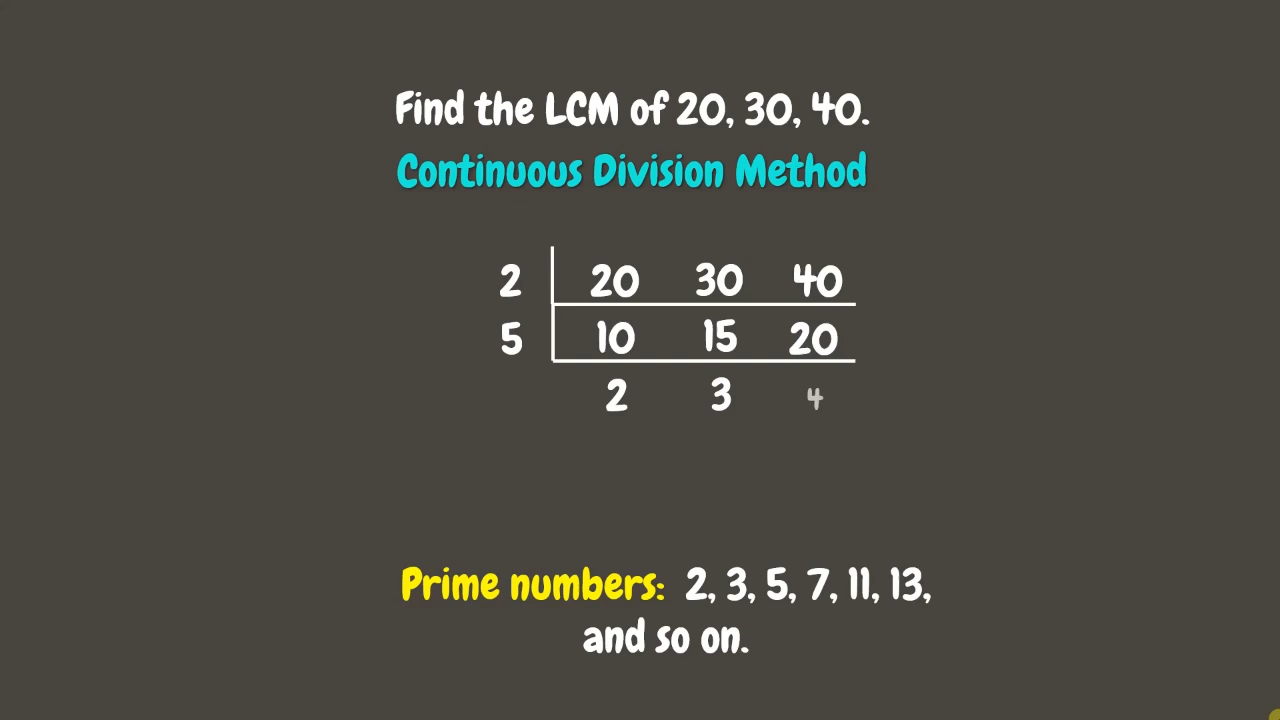 Find the LCM of 20, 30, 40.
Continuous Division Method
2 20 30 40
5 10 15 20
2 3 4
Prime numbers: 2, 3, 5, 7, 11, 13,
and so on.